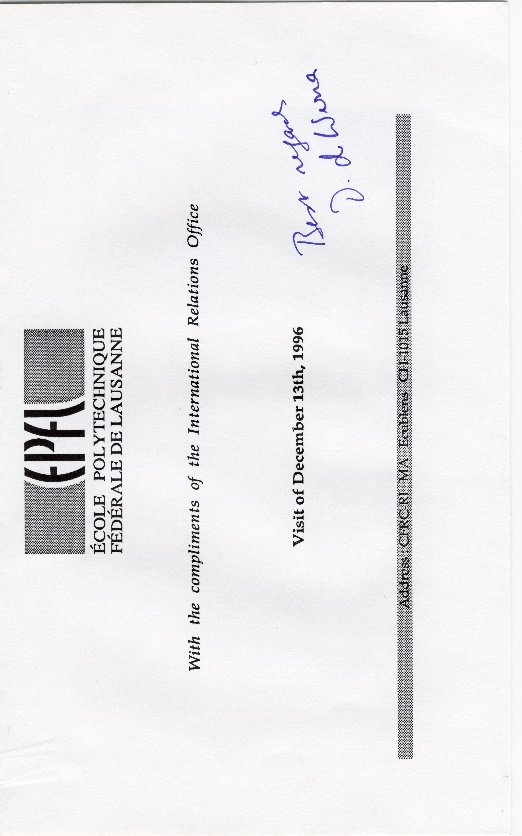 EPFL
ÉCOLE POLYTECHNIQUE
FÉDÉRALE DE LAUSANNE
With the compliments of the International Relations Office
Visit of December 13th, 1996
Best regards
Address : CFRC-RI MA Ecublens CH-1015 Lausanne